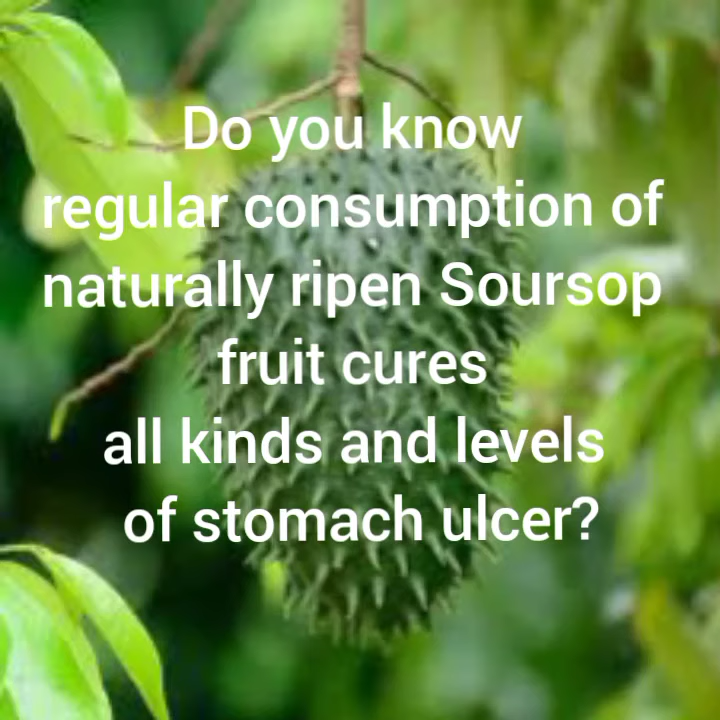 Do you know
regular consumption of
naturally ripen Soursop
fruit cures
all kinds and levels
of stomach ulcer?